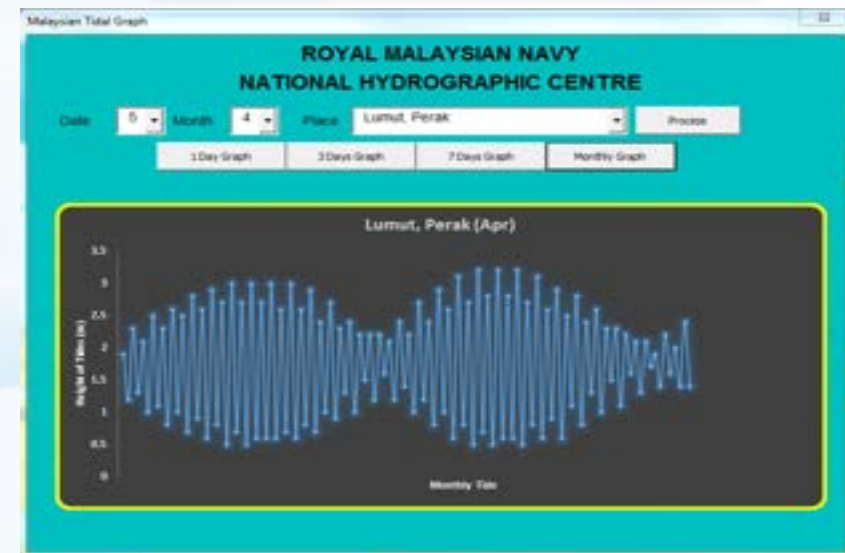 Malaysian Tidal Graph
ROYAL MALAYSIAN NAVY
NATIONAL HYDROGRAPHIC CENTRE
Date 5 Month 4 Place Lumut, Perak Process
1 Day Graph 3 Days Graph 7 Days Graph Monthly Graph
Lumut, Perak (Apr)
Height of Tides (m)
3.5
3
2.5
2
1.5
1
0.5
0
Monthly Tide